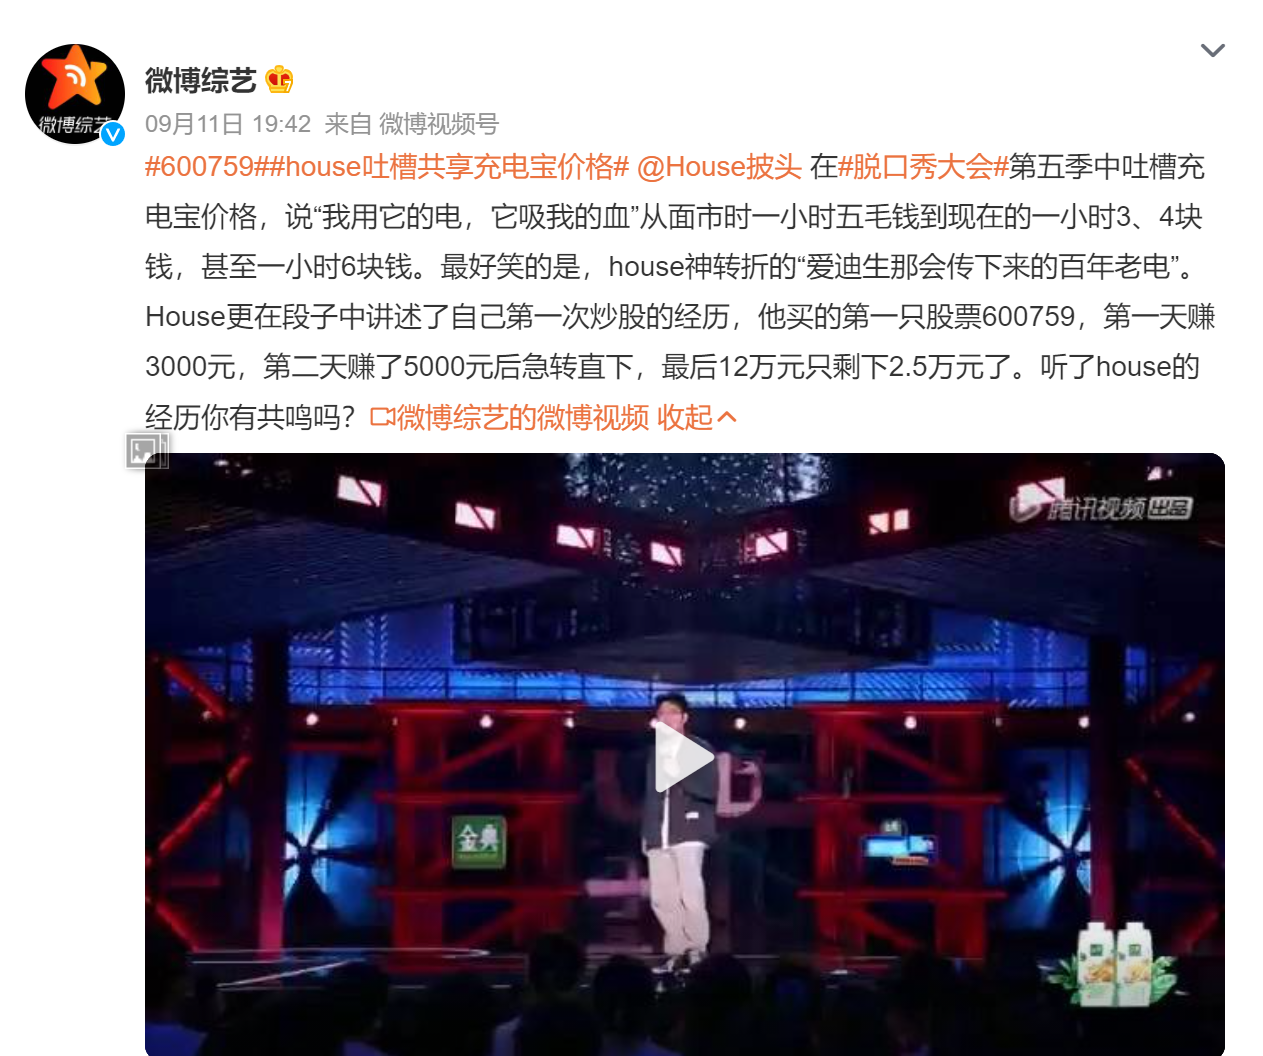 微博综艺
微博综艺
09月11日 19:42 来自 微博视频号
#600759##house吐槽共享充电宝价格# @House披头 在#脱口秀大会#第五季中吐槽充
电宝价格，说“我用它的电，它吸我的血”从面市时一小时五毛钱到现在的一小时3、4块
钱，甚至一小时6块钱。最好笑的是，house神转折的“爱迪生那会传下来的百年老电”。
House更在段子中讲述了自己第一次炒股的经历，他买的第一只股票600759，第一天赚
3000元，第二天赚了5000元后急转直下，最后12万元只剩下2.5万元了。听了house的
经历你有共鸣吗？ 微博综艺的微博视频 收起
腾讯视频 出品
金典